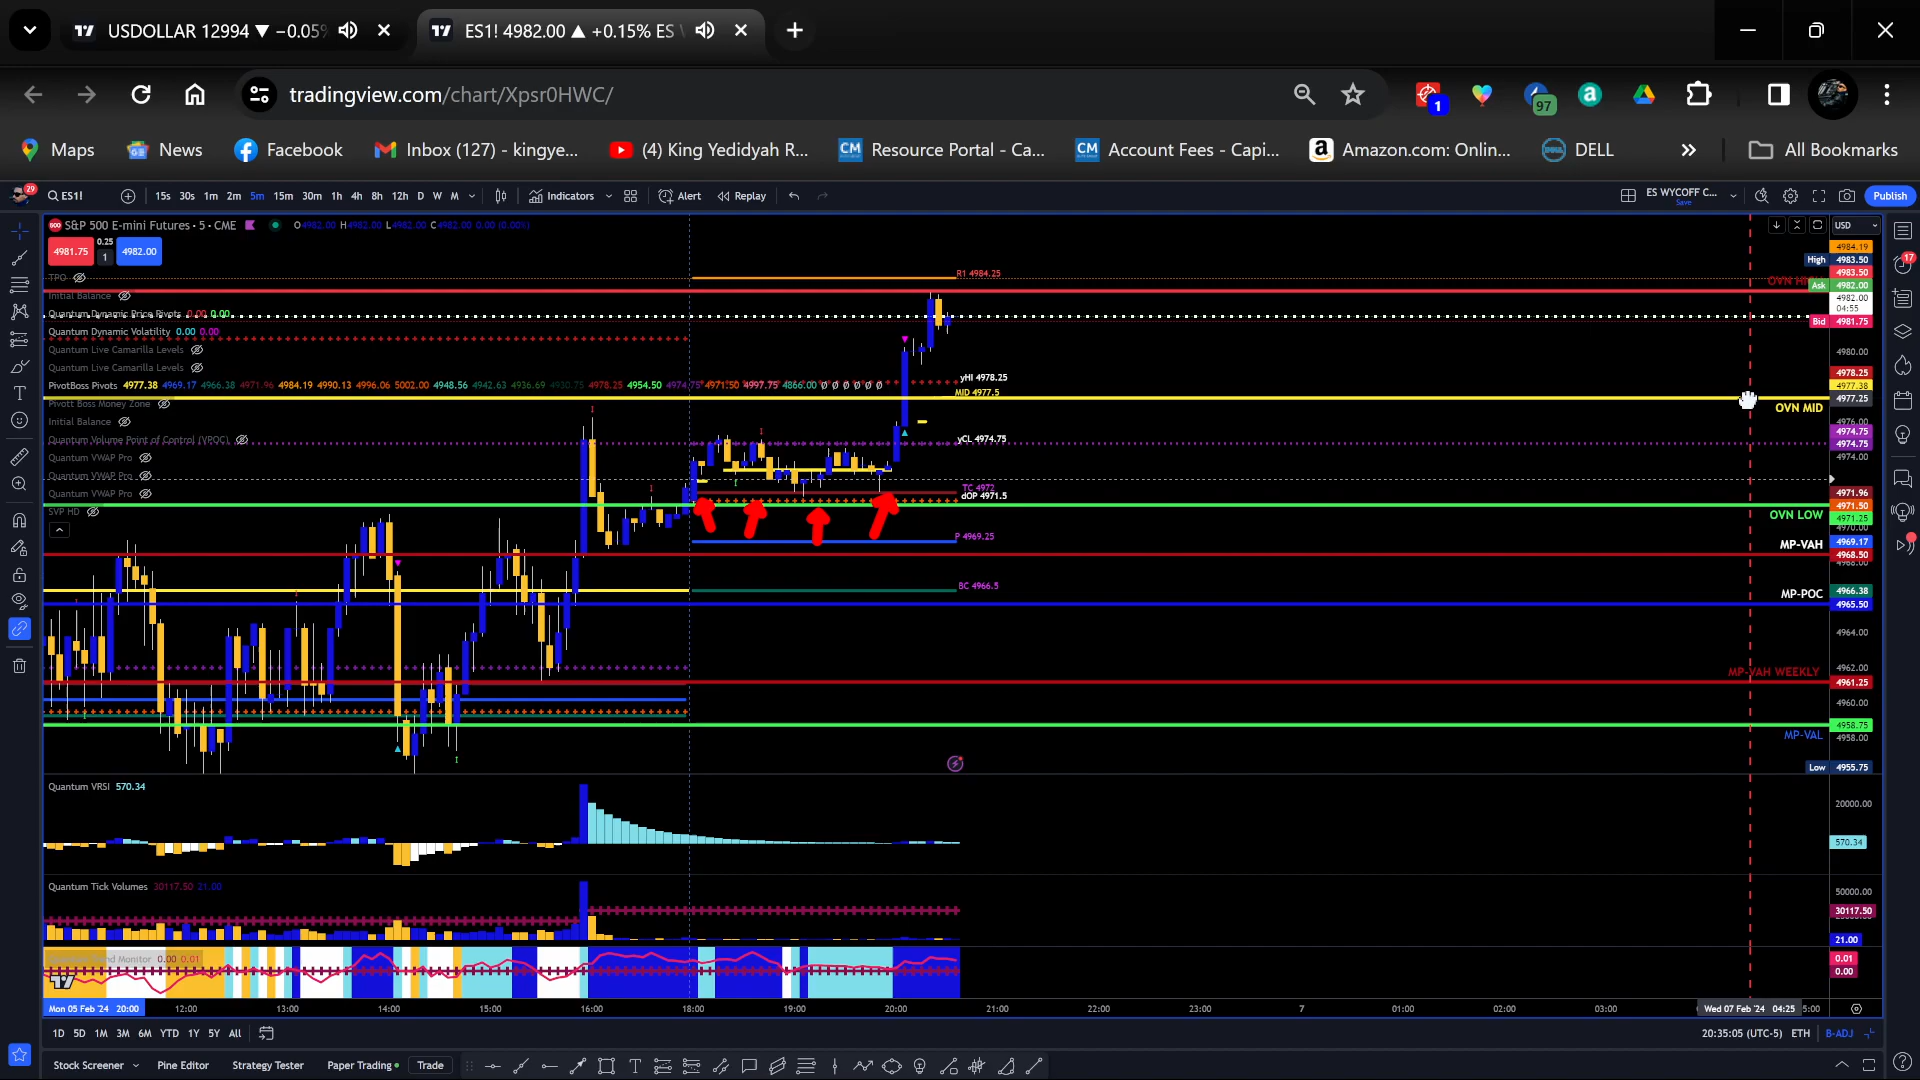 USDOLLAR 12994 ▼ −0.05%
ES1! 4982.00 ▲ +0.15% ES
tradingview.com/chart/Xpsr0HWC/
1
97
Maps
News
Facebook
Inbox (127) - kingye...
(4) King Yedidyah R...
Resource Portal - Ca...
Account Fees - Capi...
Amazon.com: Onlin...
DELL
All Bookmarks
29
ES1!
15s 30s 1m 2m 5m 15m 30m 1h 4h 8h 12h D W M
Indicators
Alert
Replay
ES WYCOFF C...
Save
Publish
S&P 500 E-mini Futures · 5 · CME
O4982.00 H4982.00 L4982.00 C4982.00 0.00 (0.00%)
USD
4981.75
0.25
1
4982.00
TPO
Initial Balance
Quantum Dynamic Price Pivots 0.00 0.00
Quantum Dynamic Volatility 0.00 0.00
Quantum Live Camarilla Levels
Quantum Live Camarilla Levels
PivotBoss Pivots 4977.38 4969.17 4966.38 4971.96 4984.19 4990.13 4996.06 5002.00 4948.56 4942.63 4936.69 4930.75 4978.25 4954.50 4974.75 4971.50 4997.75 4866.00 Ø Ø Ø Ø Ø Ø
Pivott Boss Money Zone
Initial Balance
Quantum Volume Point of Control (VPOC)
Quantum VWAP Pro
Quantum VWAP Pro
Quantum VWAP Pro
SVP HD
R1 4984.25
yHI 4978.25
MID 4977.5
yCL 4974.75
TC 4972
dOP 4971.5
P 4969.25
BC 4966.5
OVN MID
OVN LOW
MP-VAH
MP-POC
MP-VAH WEEKLY
MP-VAL
4984.19
High 4983.50
4983.50
Ask 4982.00
4982.00
04:55
Bid 4981.75
4980.00
4978.25
4977.38
4977.25
4976.00
4974.75
4974.75
4974.00
4971.96
4971.50
4971.25
4970.00
4969.17
4968.50
4968.00
4966.38
4965.50
4964.00
4962.00
4961.25
4960.00
4958.75
4958.00
Low 4955.75
17
Quantum VRSI 570.34
20000.00
570.34
Quantum Tick Volumes 30117.50 21.00
50000.00
30117.50
21.00
0.00 0.01
0.01
0.00
Mon 05 Feb '24 20:00
12:00 13:00 14:00 15:00 16:00 18:00 19:00 20:00 21:00 22:00 23:00 7 01:00 02:00 03:00
Wed 07 Feb '24 04:25
5:00
1D 5D 1M 3M 6M YTD 1Y 5Y All
20:35:05 (UTC-5) ETH B-ADJ
Stock Screener
Pine Editor
Strategy Tester
Paper Trading
Trade